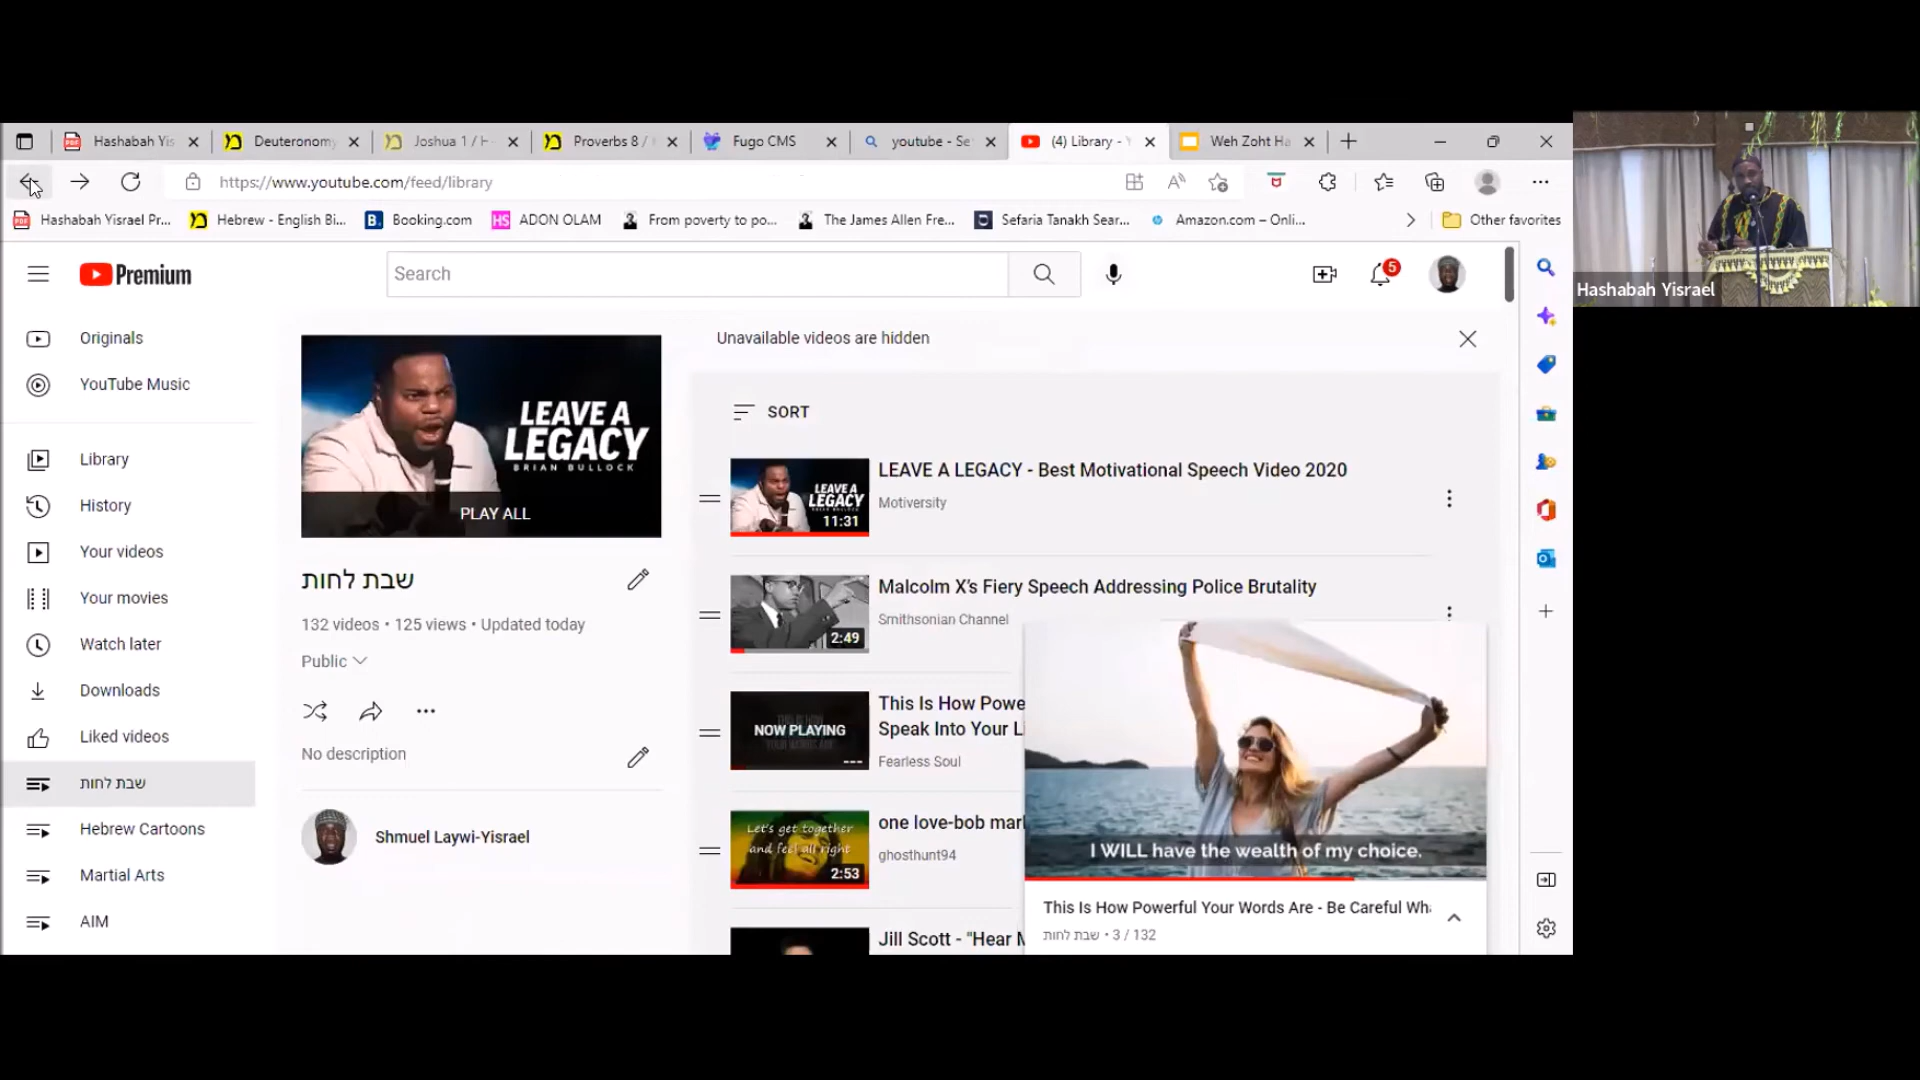 Hashabah Yis
Deuteronomy
Joshua 1 / H
Proverbs 8 /
Fugo CMS
youtube - Se
(4) Library -
Weh Zoht Ha
https://www.youtube.com/feed/library
Hashabah Yisrael Pr...
Hebrew - English Bi...
Booking.com
ADON OLAM
From poverty to po...
The James Allen Fre...
Sefaria Tanakh Sear...
Amazon.com – Onli...
Other favorites
Premium
Search
5
Hashabah Yisrael
Originals
YouTube Music
Library
History
Your videos
Your movies
Watch later
Downloads
Liked videos
שבת לחות
Hebrew Cartoons
Martial Arts
AIM
LEAVE A
LEGACY
BRIAN BULLOCK
PLAY ALL
שבת לחות
132 videos • 125 views • Updated today
Public
No description
Shmuel Laywi-Yisrael
Unavailable videos are hidden
SORT
LEAVE A
LEGACY
11:31
LEAVE A LEGACY - Best Motivational Speech Video 2020
Motiversity
2:49
Malcolm X's Fiery Speech Addressing Police Brutality
Smithsonian Channel
NOW PLAYING
This Is How Powe
Speak Into Your Li
Fearless Soul
Let's get together
and feel all right
2:53
one love-bob mar
ghosthunt94
Jill Scott - "Hear M
I WILL have the wealth of my choice.
This Is How Powerful Your Words Are - Be Careful Wh
שבת לחות • 3 / 132